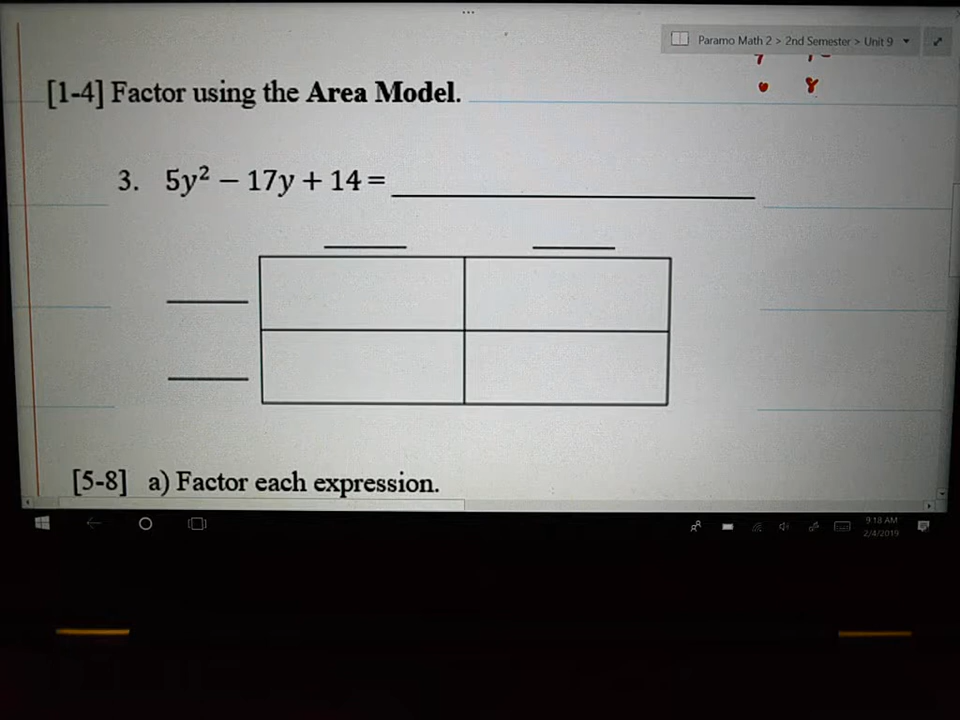 Paramo Math 2 > 2nd Semester > Unit 9
[1-4] Factor using the Area Model.
8
3. 5y² – 17y + 14 =
[5-8] a) Factor each expression.
9:18 AM
2/4/2019